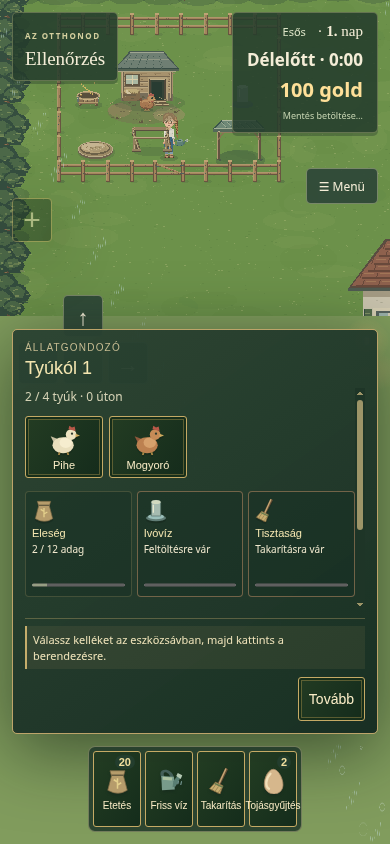 AZ OTTHONOD
Ellenőrzés
Esős · 1. nap
Délelőtt · 0:00
100 gold
Mentés betöltése…
☰ Menü
+
↑
ÁLLATGONDOZÓ
Tyúkól 1
2 / 4 tyúk · 0 úton
Pihe
Mogyoró
Eleség
2 / 12 adag
Ivóvíz
Feltöltésre vár
Tisztaság
Takarításra vár
Válassz kelléket az eszközsávban, majd kattints a
berendezésre.
Tovább
20
Etetés
Friss víz
Takarítás
2
Tojásgyűjtés